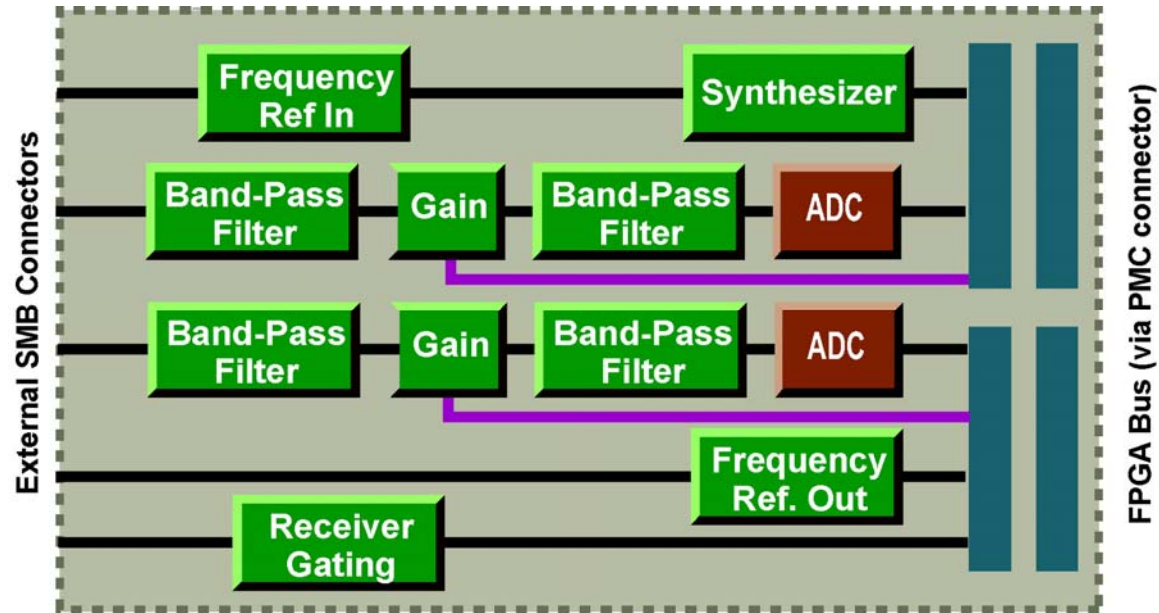 External SMB Connectors
Frequency
Ref In
Synthesizer
Band-Pass
Filter
Gain
Band-Pass
Filter
ADC
Band-Pass
Filter
Gain
Band-Pass
Filter
ADC
Frequency
Ref. Out
Receiver
Gating
FPGA Bus (via PMC connector)